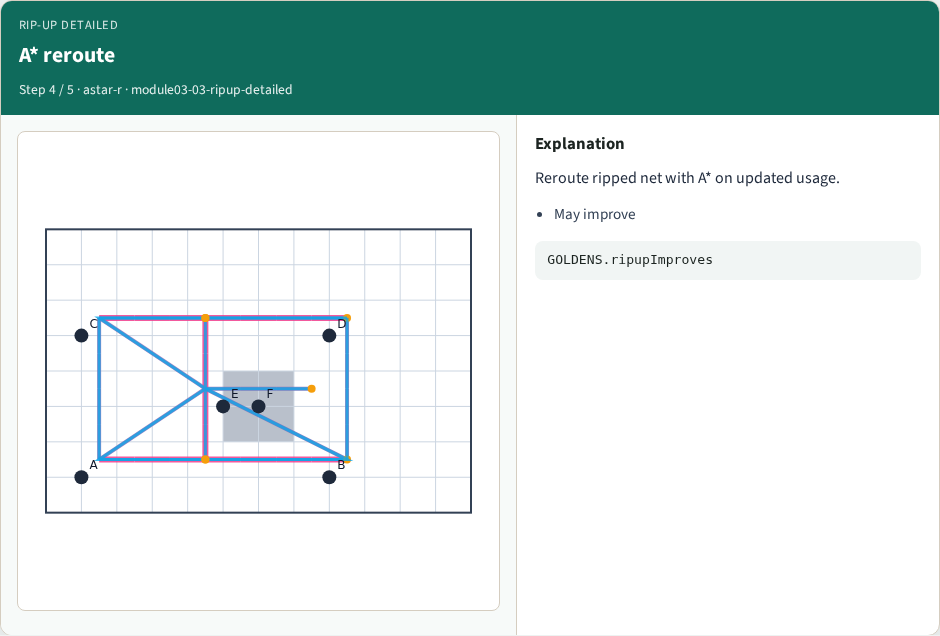 RIP-UP DETAILED
A* reroute
Step 4 / 5 · astar-r · module03-03-ripup-detailed
C
D
E
F
A
B
Explanation
Reroute ripped net with A* on updated usage.
• May improve
GOLDENS.ripupImproves